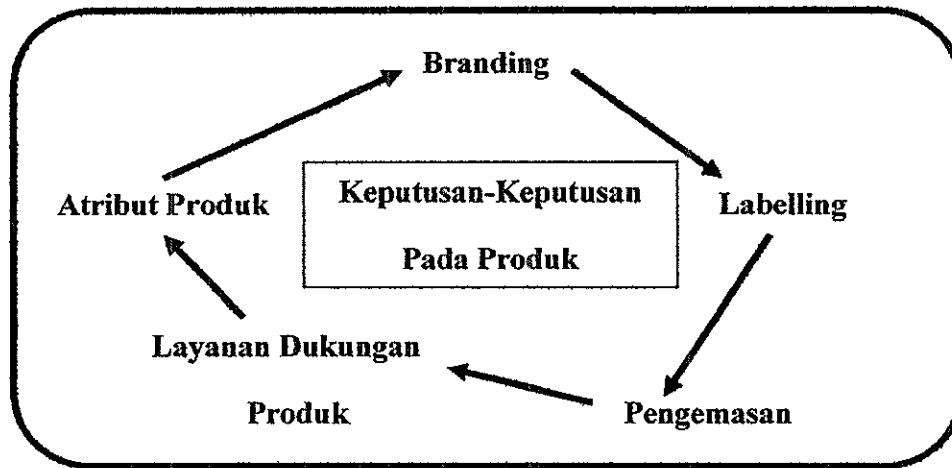 Branding
Atribut Produk
Keputusan-Keputusan
Pada Produk
Labelling
Layanan Dukungan
Produk
Pengemasan